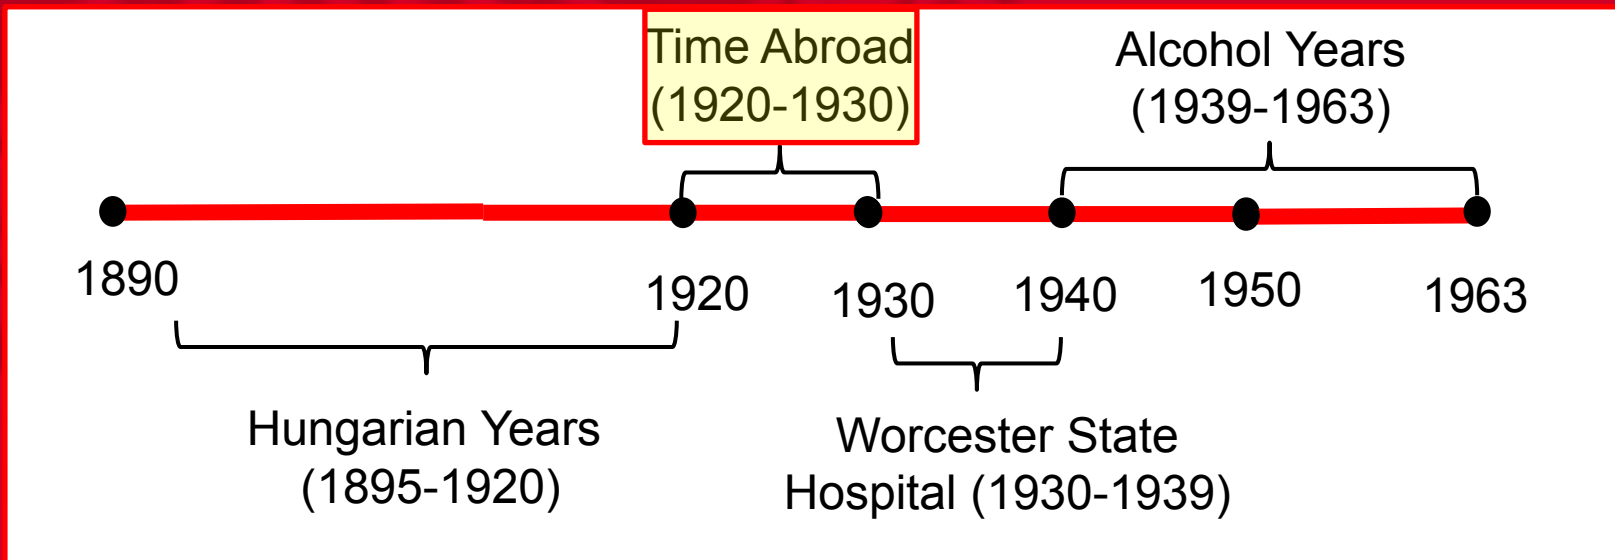 Time Abroad
(1920-1930)
Alcohol Years
(1939-1963)
1890
1920
1930
1940
1950
1963
Hungarian Years
(1895-1920)
Worcester State
Hospital (1930-1939)